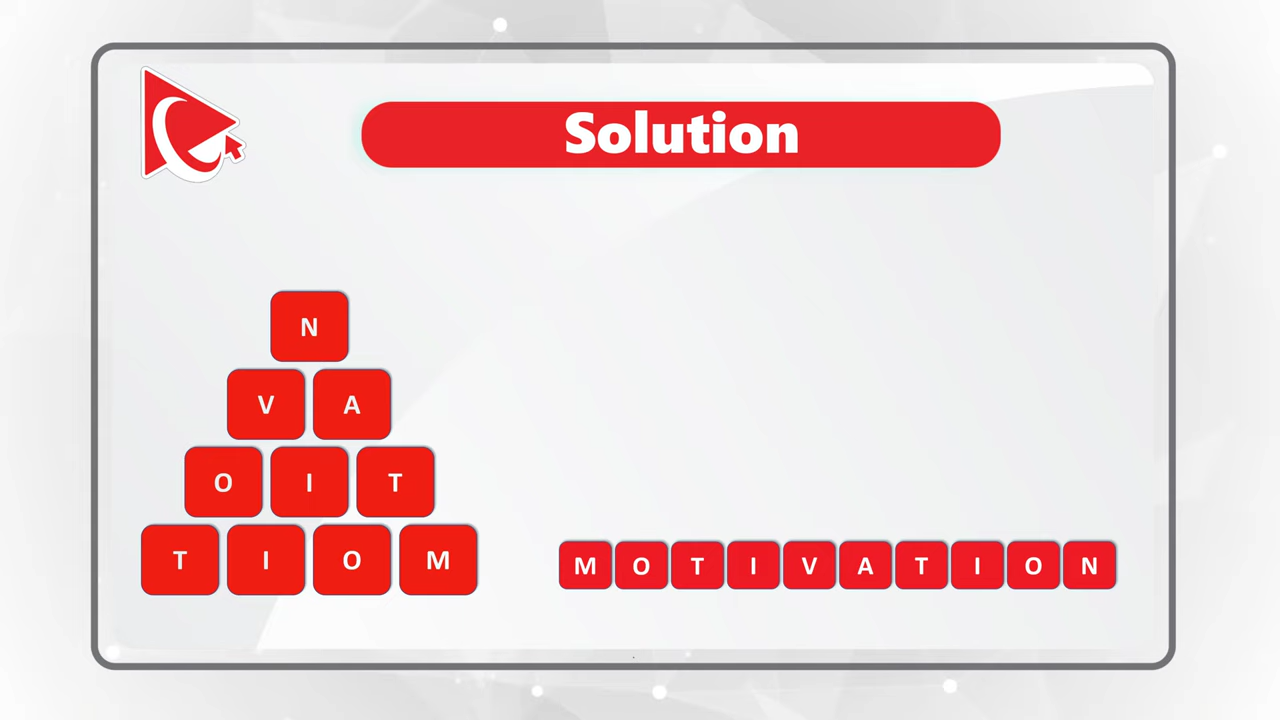 Solution
N
V A
O I T
T I O M
M O T I V A T I O N